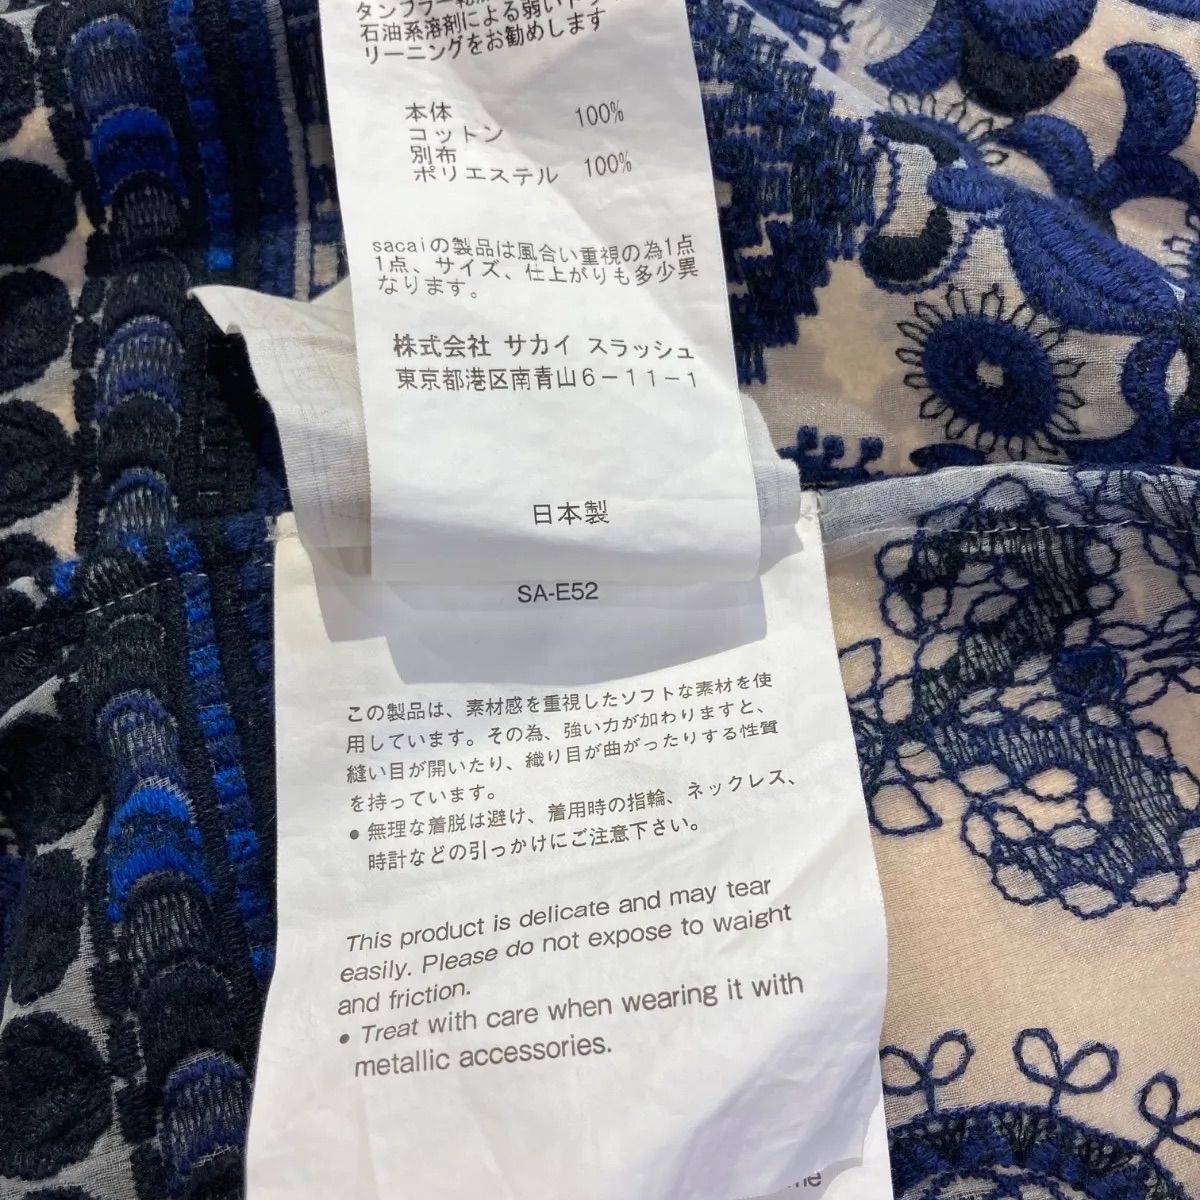 石油系溶剤による弱いドラ
リーニングをお勧めします
本体
コットン 100%
別布
ポリエステル 100%
sacaiの製品は風合い重視の為1点
1点、サイズ、仕上がりも多少異
なります。
株式会社 サカイ スラッシュ
東京都港区南青山6-11-1
日本製
SA-E52
この製品は、素材感を重視したソフトな素材を使
用しています。その為、強い力が加わりますと、
縫い目が開いたり、織り目が曲がったりする性質
を持っています。
● 無理な着脱は避け、着用時の指輪、ネックレス、
時計などの引っかけにご注意下さい。
This product is delicate and may tear
easily. Please do not expose to waight
and friction.
● Treat with care when wearing it with
metallic accessories.